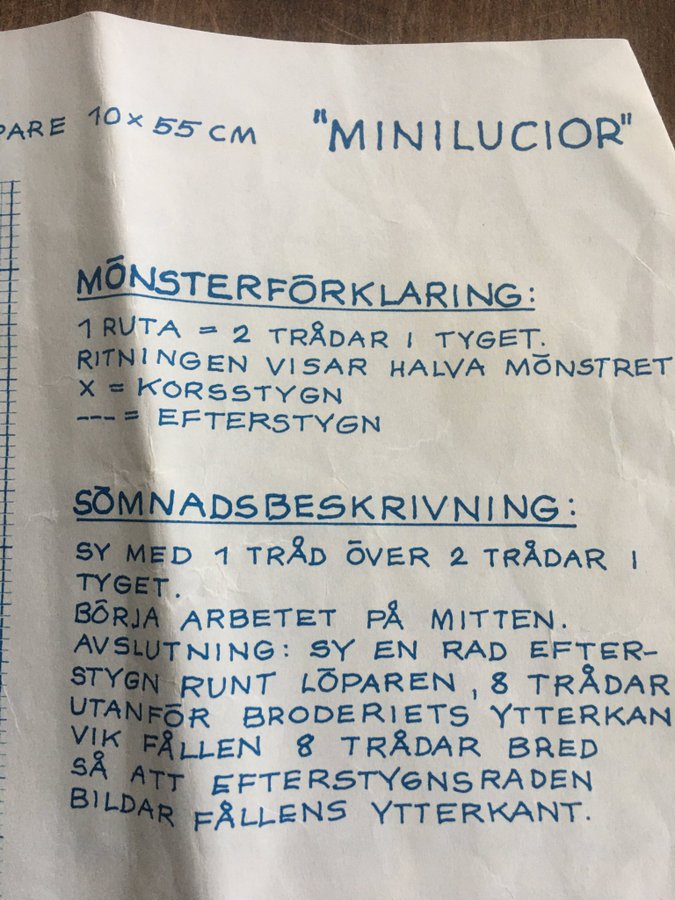 PARE 10 x 55 CM "MINILUCIOR"
MÖNSTERFÖRKLARING:
1 RUTA = 2 TRÅDAR I TYGET.
RITNINGEN VISAR HALVA MÖNSTRET
X = KORSSTYGN
--- = EFTERSTYGN
SÖMNADSBESKRIVNING:
SY MED 1 TRÅD ÖVER 2 TRÅDAR I
TYGET.
BÖRJA ARBETET PÅ MITTEN.
AVSLUTNING: SY EN RAD EFTER-
STYGN RUNT LÖPAREN, 8 TRÅDAR
UTANFÖR BRODERIETS YTTERKAN
VIK FÅLLEN 8 TRÅDAR BRED
SÅ ATT EFTERSTYGNSRADEN
BILDAR FÅLLENS YTTERKANT.